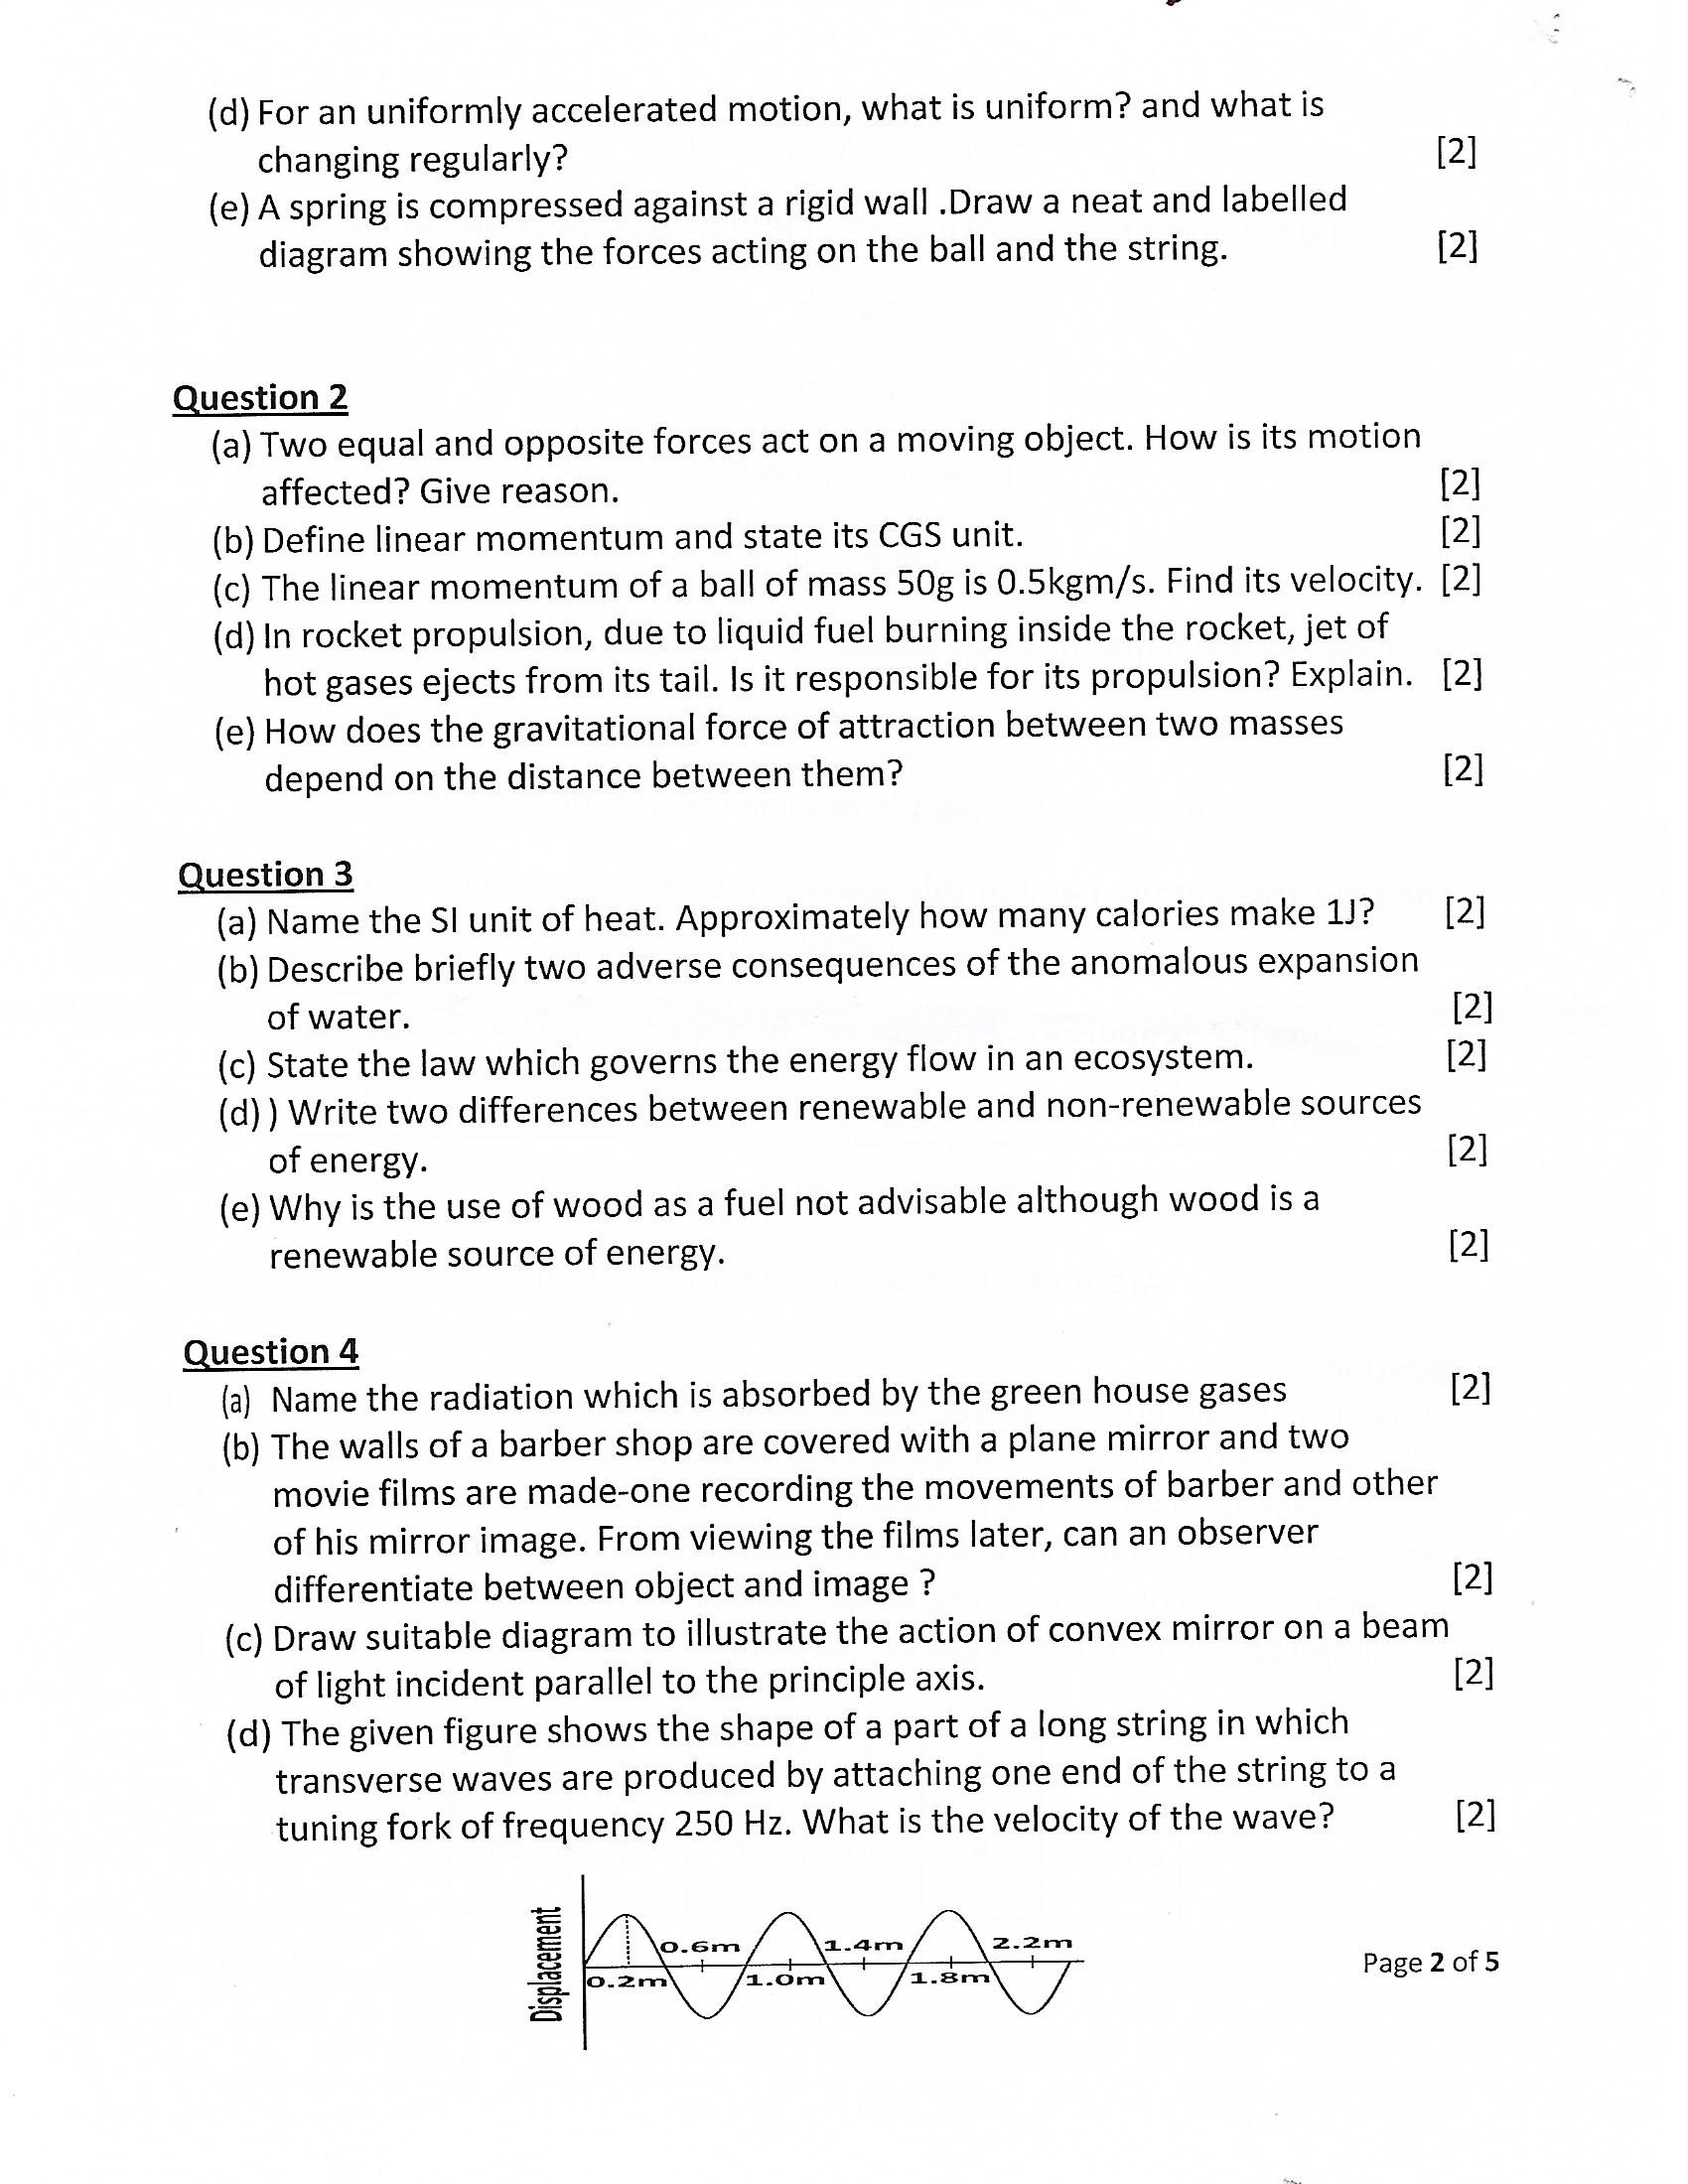 (d) For an uniformly accelerated motion, what is uniform? and what is
changing regularly? [2]
(e) A spring is compressed against a rigid wall .Draw a neat and labelled
diagram showing the forces acting on the ball and the string. [2]
Question 2
(a) Two equal and opposite forces act on a moving object. How is its motion
affected? Give reason. [2]
(b) Define linear momentum and state its CGS unit. [2]
(c) The linear momentum of a ball of mass 50g is 0.5kgm/s. Find its velocity. [2]
(d) In rocket propulsion, due to liquid fuel burning inside the rocket, jet of
hot gases ejects from its tail. Is it responsible for its propulsion? Explain. [2]
(e) How does the gravitational force of attraction between two masses
depend on the distance between them? [2]
Question 3
(a) Name the SI unit of heat. Approximately how many calories make 1J? [2]
(b) Describe briefly two adverse consequences of the anomalous expansion
of water. [2]
(c) State the law which governs the energy flow in an ecosystem. [2]
(d) ) Write two differences between renewable and non-renewable sources
of energy. [2]
(e) Why is the use of wood as a fuel not advisable although wood is a
renewable source of energy. [2]
Question 4
(a) Name the radiation which is absorbed by the green house gases [2]
(b) The walls of a barber shop are covered with a plane mirror and two
movie films are made-one recording the movements of barber and other
of his mirror image. From viewing the films later, can an observer
differentiate between object and image ? [2]
(c) Draw suitable diagram to illustrate the action of convex mirror on a beam
of light incident parallel to the principle axis. [2]
(d) The given figure shows the shape of a part of a long string in which
transverse waves are produced by attaching one end of the string to a
tuning fork of frequency 250 Hz. What is the velocity of the wave? [2]
Displacement
0.6m 1.4m 2.2m
0.2m 1.0m 1.8m
Page 2 of 5